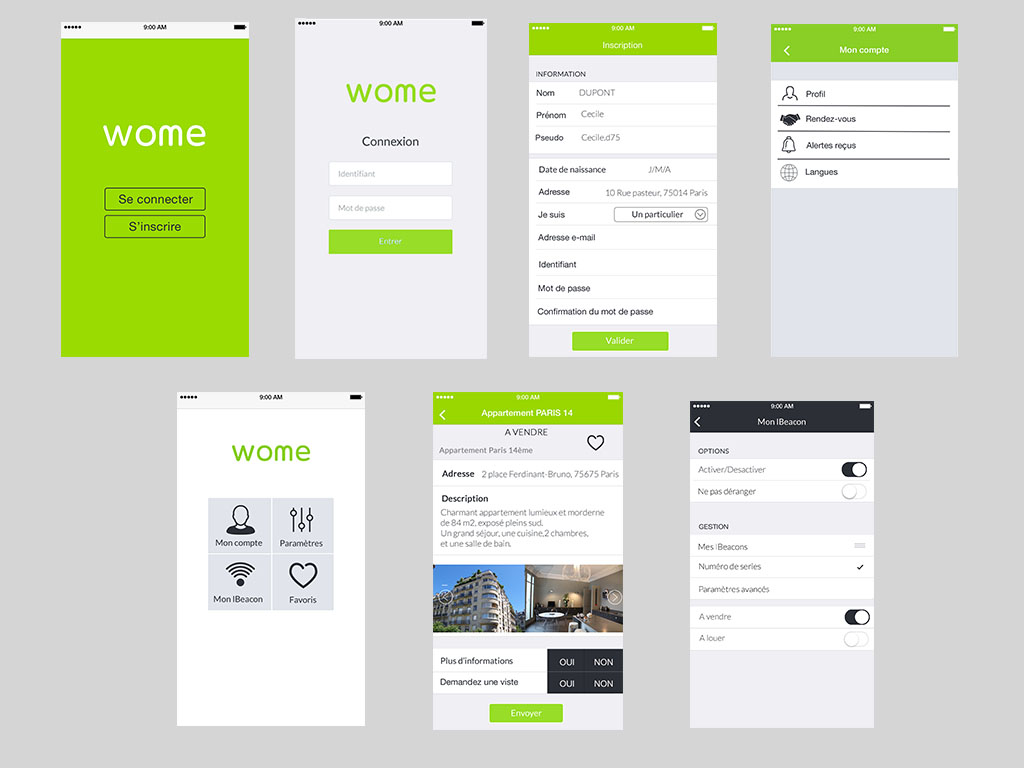 9:00 AM
wome
Se connecter
S'inscrire
9:00 AM
wome
Connexion
Identifiant
Mot de passe
Entrer
9:00 AM
Inscription
INFORMATION
Nom DUPONT
Prénom Cecile
Pseudo Cecile.d75
Date de naissance J/M/A
Adresse 10 Rue pasteur, 75014 Paris
Je suis Un particulier
Adresse e-mail
Identifiant
Mot de passe
Confirmation du mot de passe
Valider
9:00 AM
Mon compte
Profil
Rendez-vous
Alertes reçus
Langues
9:00 AM
wome
Mon compte Paramètres
Mon IBeacon Favoris
9:00 AM
Appartement PARIS 14
A VENDRE
Appartement Paris 14ème
Adresse 2 place Ferdinant-Bruno, 75675 Paris
Description
Charmant appartement lumieux et morderne
de 84 m2, exposé pleins sud.
Un grand séjour, une cuisine,2 chambres,
et une salle de bain.
Plus d'informations OUI NON
Demandez une viste OUI NON
Envoyer
9:00 AM
Mon IBeacon
OPTIONS
Activer/Desactiver
Ne pas déranger
GESTION
Mes IBeacons
Numéro de series
Paramètres avancés
A vendre
A louer